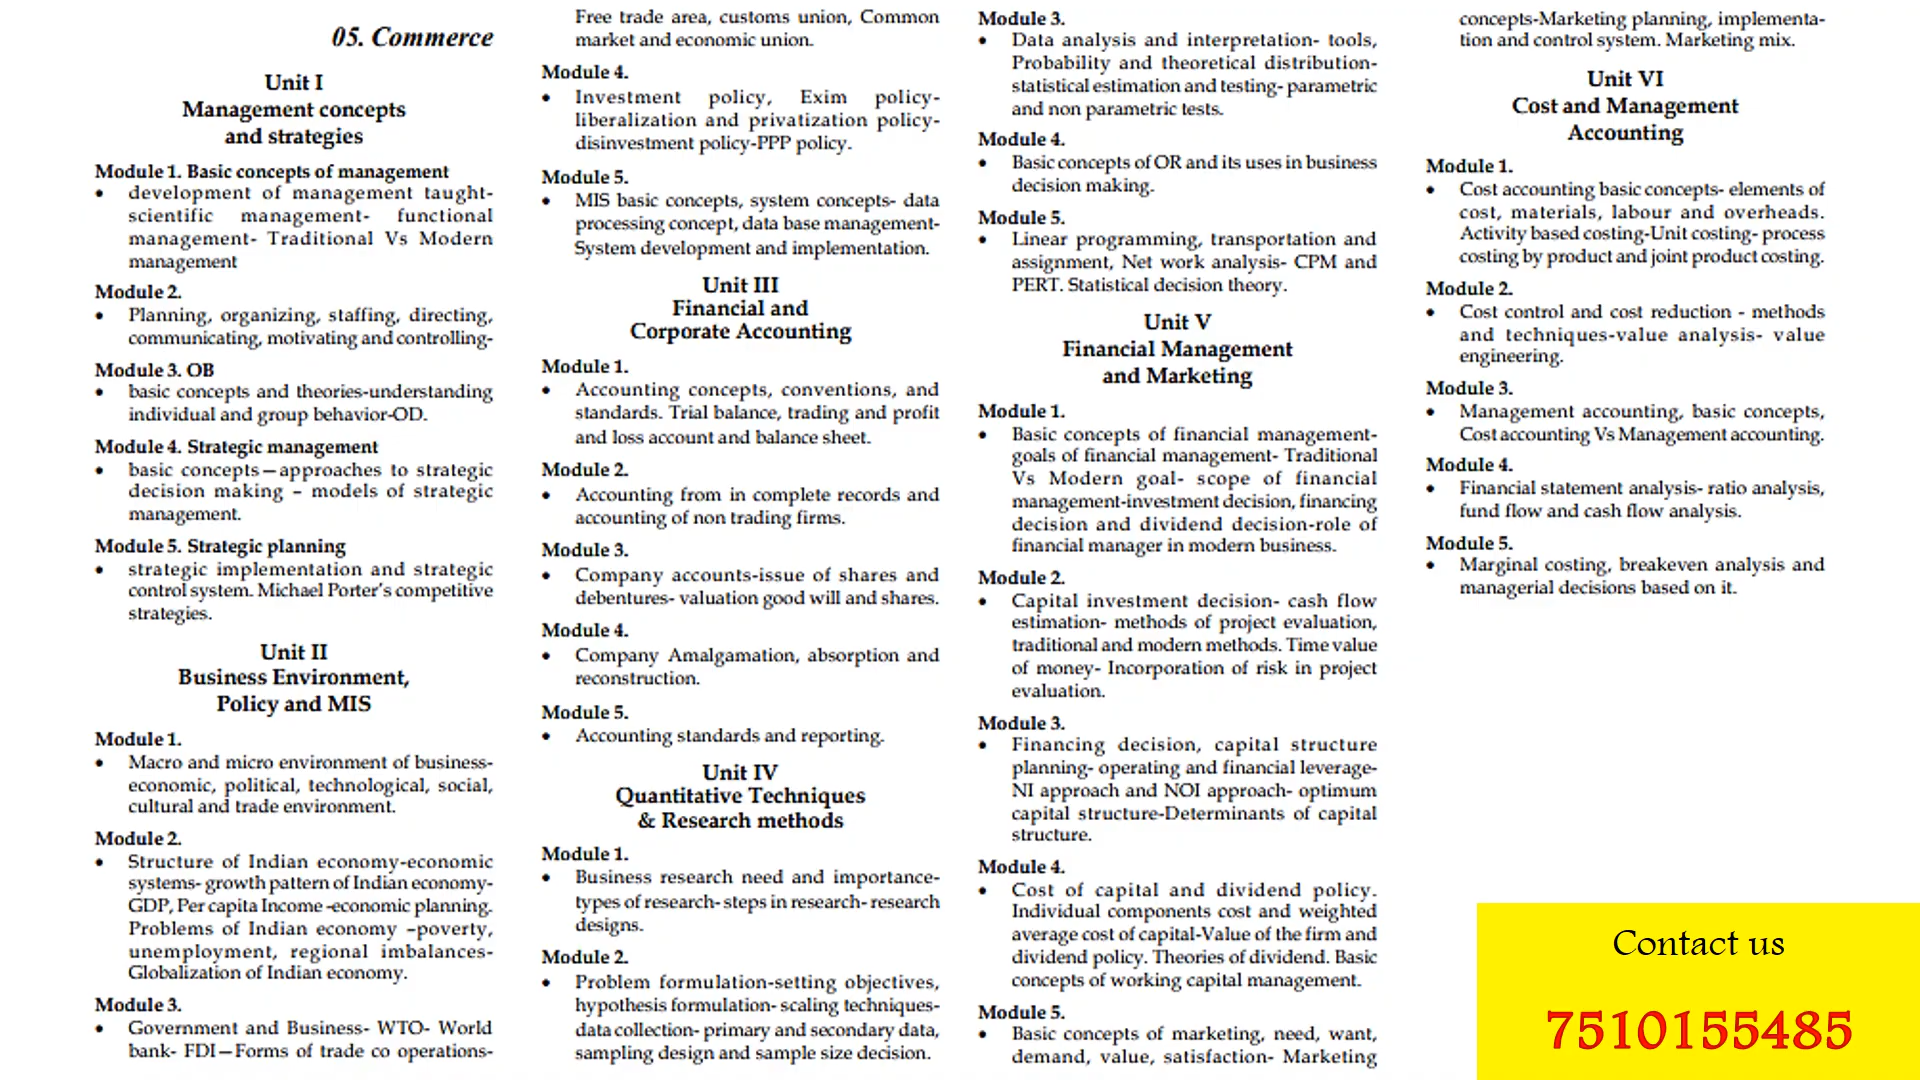 05. Commerce
Unit I
Management concepts
and strategies
Module 1. Basic concepts of management
• development of management taught-
scientific management- functional
management- Traditional Vs Modern
management
Module 2.
• Planning, organizing, staffing, directing,
communicating, motivating and controlling-
Module 3. OB
• basic concepts and theories-understanding
individual and group behavior-OD.
Module 4. Strategic management
• basic concepts—approaches to strategic
decision making – models of strategic
management.
Module 5. Strategic planning
• strategic implementation and strategic
control system. Michael Porter's competitive
strategies.
Unit II
Business Environment,
Policy and MIS
Module 1.
• Macro and micro environment of business-
economic, political, technological, social,
cultural and trade environment.
Module 2.
• Structure of Indian economy-economic
systems- growth pattern of Indian economy-
GDP, Per capita Income -economic planning.
Problems of Indian economy –poverty,
unemployment, regional imbalances-
Globalization of Indian economy.
Module 3.
• Government and Business- WTO- World
bank- FDI—Forms of trade co operations-
Free trade area, customs union, Common
market and economic union.
Module 4.
• Investment policy, Exim policy-
liberalization and privatization policy-
disinvestment policy-PPP policy.
Module 5.
• MIS basic concepts, system concepts- data
processing concept, data base management-
System development and implementation.
Unit III
Financial and
Corporate Accounting
Module 1.
• Accounting concepts, conventions, and
standards. Trial balance, trading and profit
and loss account and balance sheet.
Module 2.
• Accounting from in complete records and
accounting of non trading firms.
Module 3.
• Company accounts-issue of shares and
debentures- valuation good will and shares.
Module 4.
• Company Amalgamation, absorption and
reconstruction.
Module 5.
• Accounting standards and reporting.
Unit IV
Quantitative Techniques
& Research methods
Module 1.
• Business research need and importance-
types of research- steps in research- research
designs.
Module 2.
• Problem formulation-setting objectives,
hypothesis formulation- scaling techniques-
data collection- primary and secondary data,
sampling design and sample size decision.
Module 3.
• Data analysis and interpretation- tools,
Probability and theoretical distribution-
statistical estimation and testing- parametric
and non parametric tests.
Module 4.
• Basic concepts of OR and its uses in business
decision making.
Module 5.
• Linear programming, transportation and
assignment, Net work analysis- CPM and
PERT. Statistical decision theory.
Unit V
Financial Management
and Marketing
Module 1.
• Basic concepts of financial management-
goals of financial management- Traditional
Vs Modern goal- scope of financial
management-investment decision, financing
decision and dividend decision-role of
financial manager in modern business.
Module 2.
• Capital investment decision- cash flow
estimation- methods of project evaluation,
traditional and modern methods. Time value
of money- Incorporation of risk in project
evaluation.
Module 3.
• Financing decision, capital structure
planning- operating and financial leverage-
NI approach and NOI approach- optimum
capital structure-Determinants of capital
structure.
Module 4.
• Cost of capital and dividend policy.
Individual components cost and weighted
average cost of capital-Value of the firm and
dividend policy. Theories of dividend. Basic
concepts of working capital management.
Module 5.
• Basic concepts of marketing, need, want,
demand, value, satisfaction- Marketing
concepts-Marketing planning, implementa-
tion and control system. Marketing mix.
Unit VI
Cost and Management
Accounting
Module 1.
• Cost accounting basic concepts- elements of
cost, materials, labour and overheads.
Activity based costing-Unit costing- process
costing by product and joint product costing.
Module 2.
• Cost control and cost reduction - methods
and techniques-value analysis- value
engineering.
Module 3.
• Management accounting, basic concepts,
Cost accounting Vs Management accounting.
Module 4.
• Financial statement analysis- ratio analysis,
fund flow and cash flow analysis.
Module 5.
• Marginal costing, breakeven analysis and
managerial decisions based on it.
Contact us
7510155485